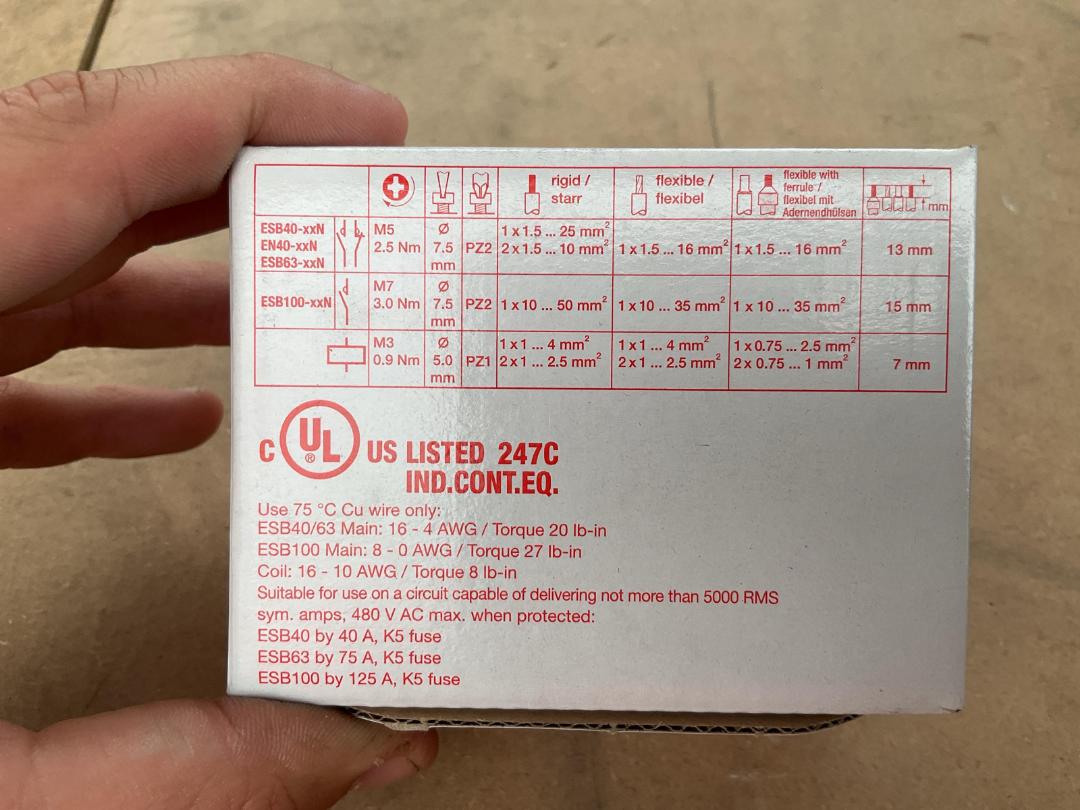 rigid /
starr
flexible /
flexibel
flexible with
ferrule /
flexibel mit
Adernendhülsen
mm
ESB40-xxN
EN40-xxN
ESB63-xxN
M5
2.5 Nm
Ø
7.5
mm
PZ2
1 x 1.5 ... 25 mm²
2 x 1.5 ... 10 mm²
1 x 1.5 ... 16 mm²
1 x 1.5 ... 16 mm²
13 mm
ESB100-xxN
M7
3.0 Nm
Ø
7.5
mm
PZ2
1 x 10 ... 50 mm²
1 x 10 ... 35 mm²
1 x 10 ... 35 mm²
15 mm
M3
0.9 Nm
Ø
5.0
mm
PZ1
1 x 1 ... 4 mm²
2 x 1 ... 2.5 mm²
1 x 1 ... 4 mm²
2 x 1 ... 2.5 mm²
1 x 0.75 ... 2.5 mm²
2 x 0.75 ... 1 mm²
7 mm
C UL ® US LISTED 247C
IND.CONT.EQ.
Use 75 °C Cu wire only:
ESB40/63 Main: 16 - 4 AWG / Torque 20 lb-in
ESB100 Main: 8 - 0 AWG / Torque 27 lb-in
Coil: 16 - 10 AWG / Torque 8 lb-in
Suitable for use on a circuit capable of delivering not more than 5000 RMS
sym. amps, 480 V AC max. when protected:
ESB40 by 40 A, K5 fuse
ESB63 by 75 A, K5 fuse
ESB100 by 125 A, K5 fuse